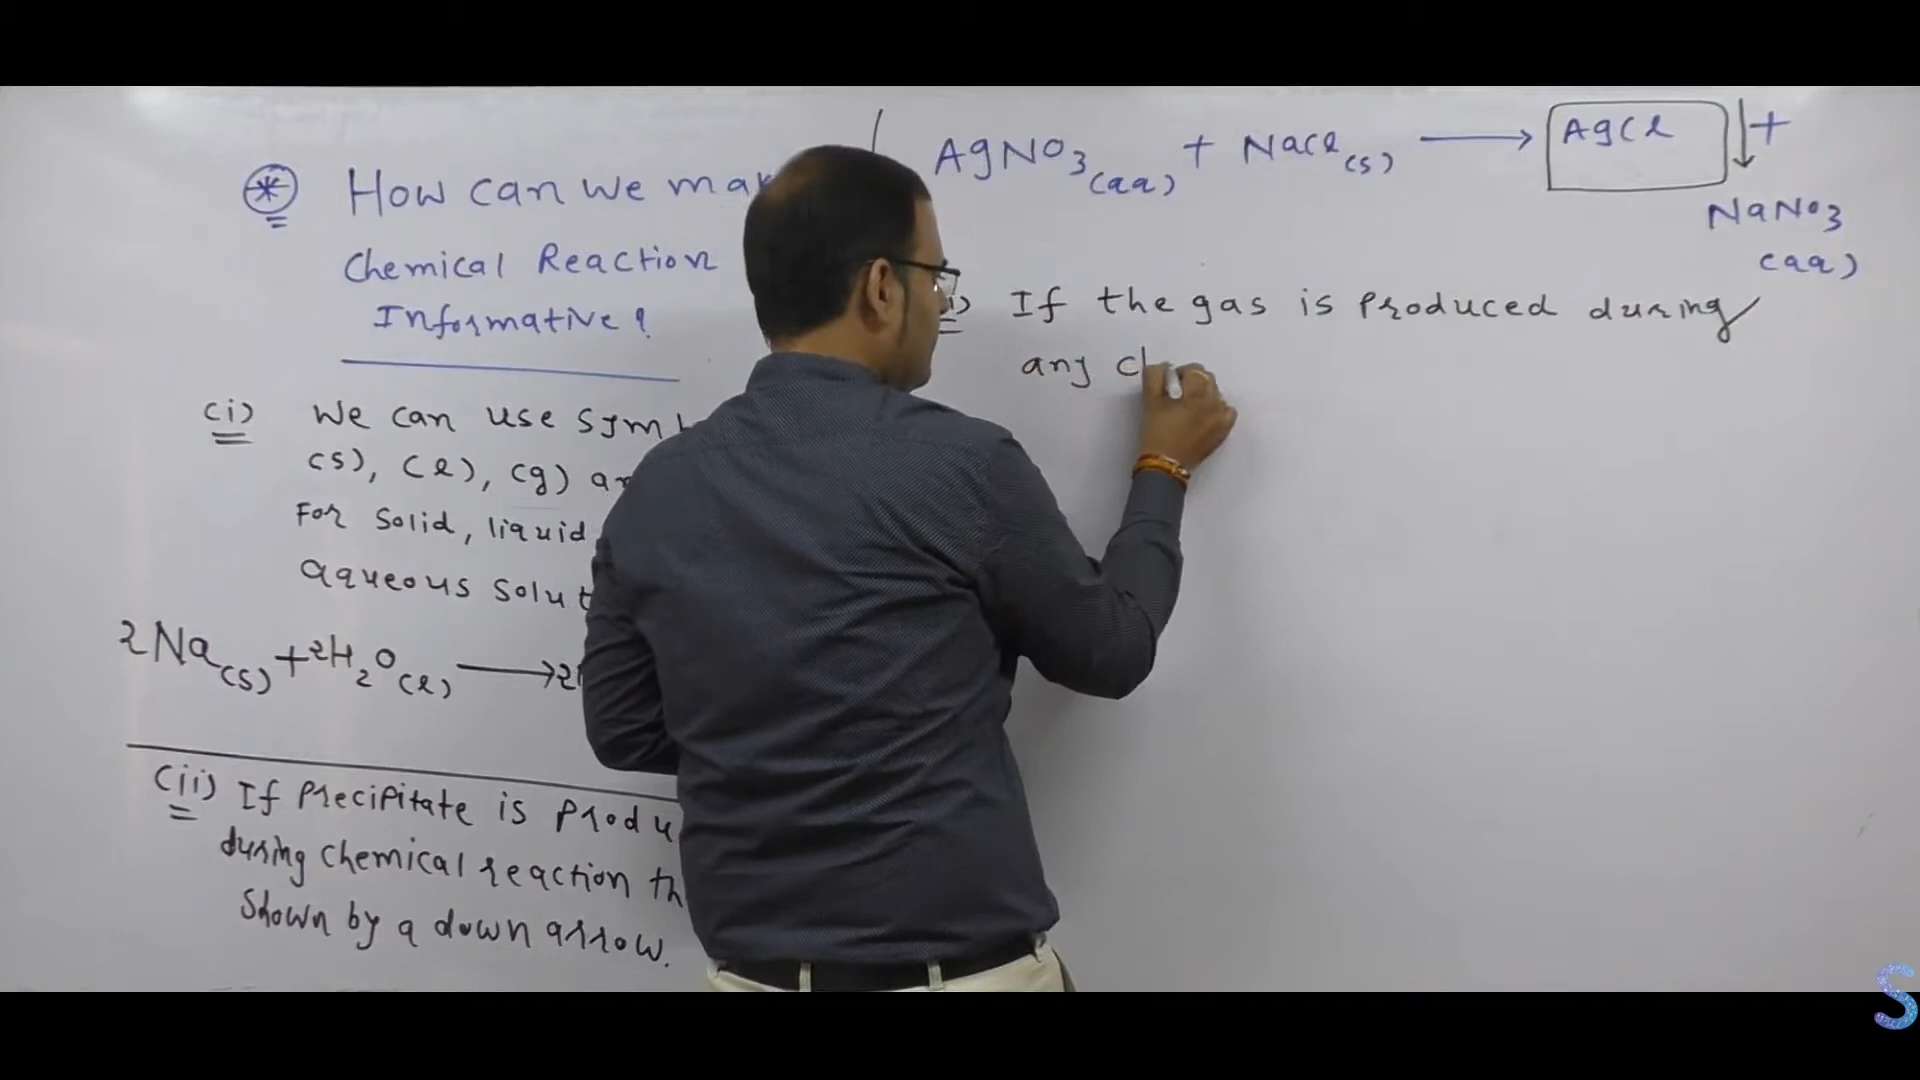 * How can we mak
Chemical Reaction
Informative?
(i) We can use symb
(s), (l), (g) an
For solid, liquid
aqueous solut
2Na(s) + 2H2O(l) ⟶ 2
(ii) If Precipitate is produ
during chemical reaction th
shown by a down arrow.
AgNO3(aq) + NaCl(s) ⟶ AgCl ↓ +
NaNO3
(aq)
If the gas is produced during
any ch
S